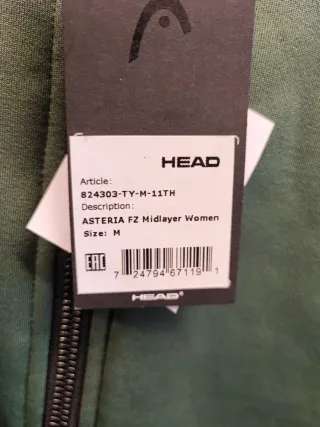 HEAD
Article:
824303-TY-M-11TH
Description:
ASTERIA FZ Midlayer Women
Size: M
EAC
7 24794 67119 1
HEAD®